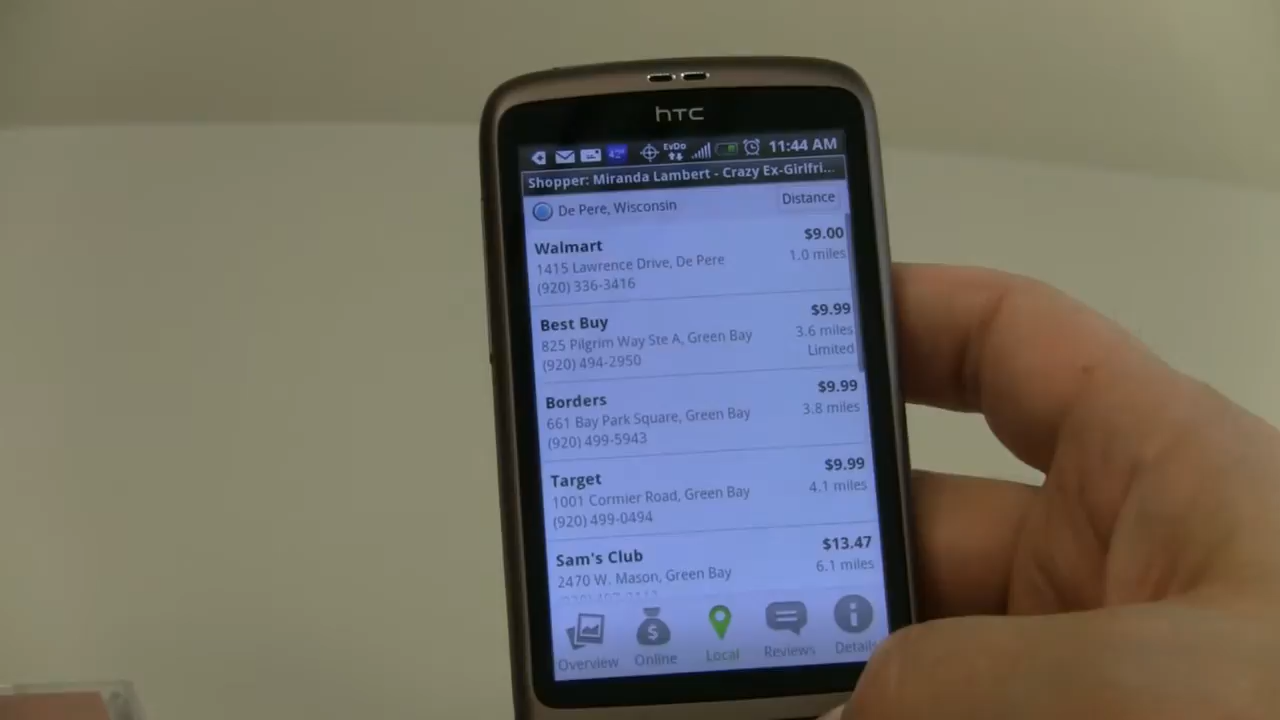 hTC
11:44 AM
Shopper: Miranda Lambert - Crazy Ex-Girlfri...
De Pere, Wisconsin Distance
Walmart $9.00
1415 Lawrence Drive, De Pere 1.0 miles
(920) 336-3416
Best Buy $9.99
825 Pilgrim Way Ste A, Green Bay 3.6 miles
(920) 494-2950 Limited
Borders $9.99
661 Bay Park Square, Green Bay 3.8 miles
(920) 499-5943
Target $9.99
1001 Cormier Road, Green Bay 4.1 miles
(920) 499-0494
Sam's Club $13.47
2470 W. Mason, Green Bay 6.1 miles
Overview Online Local Reviews Details